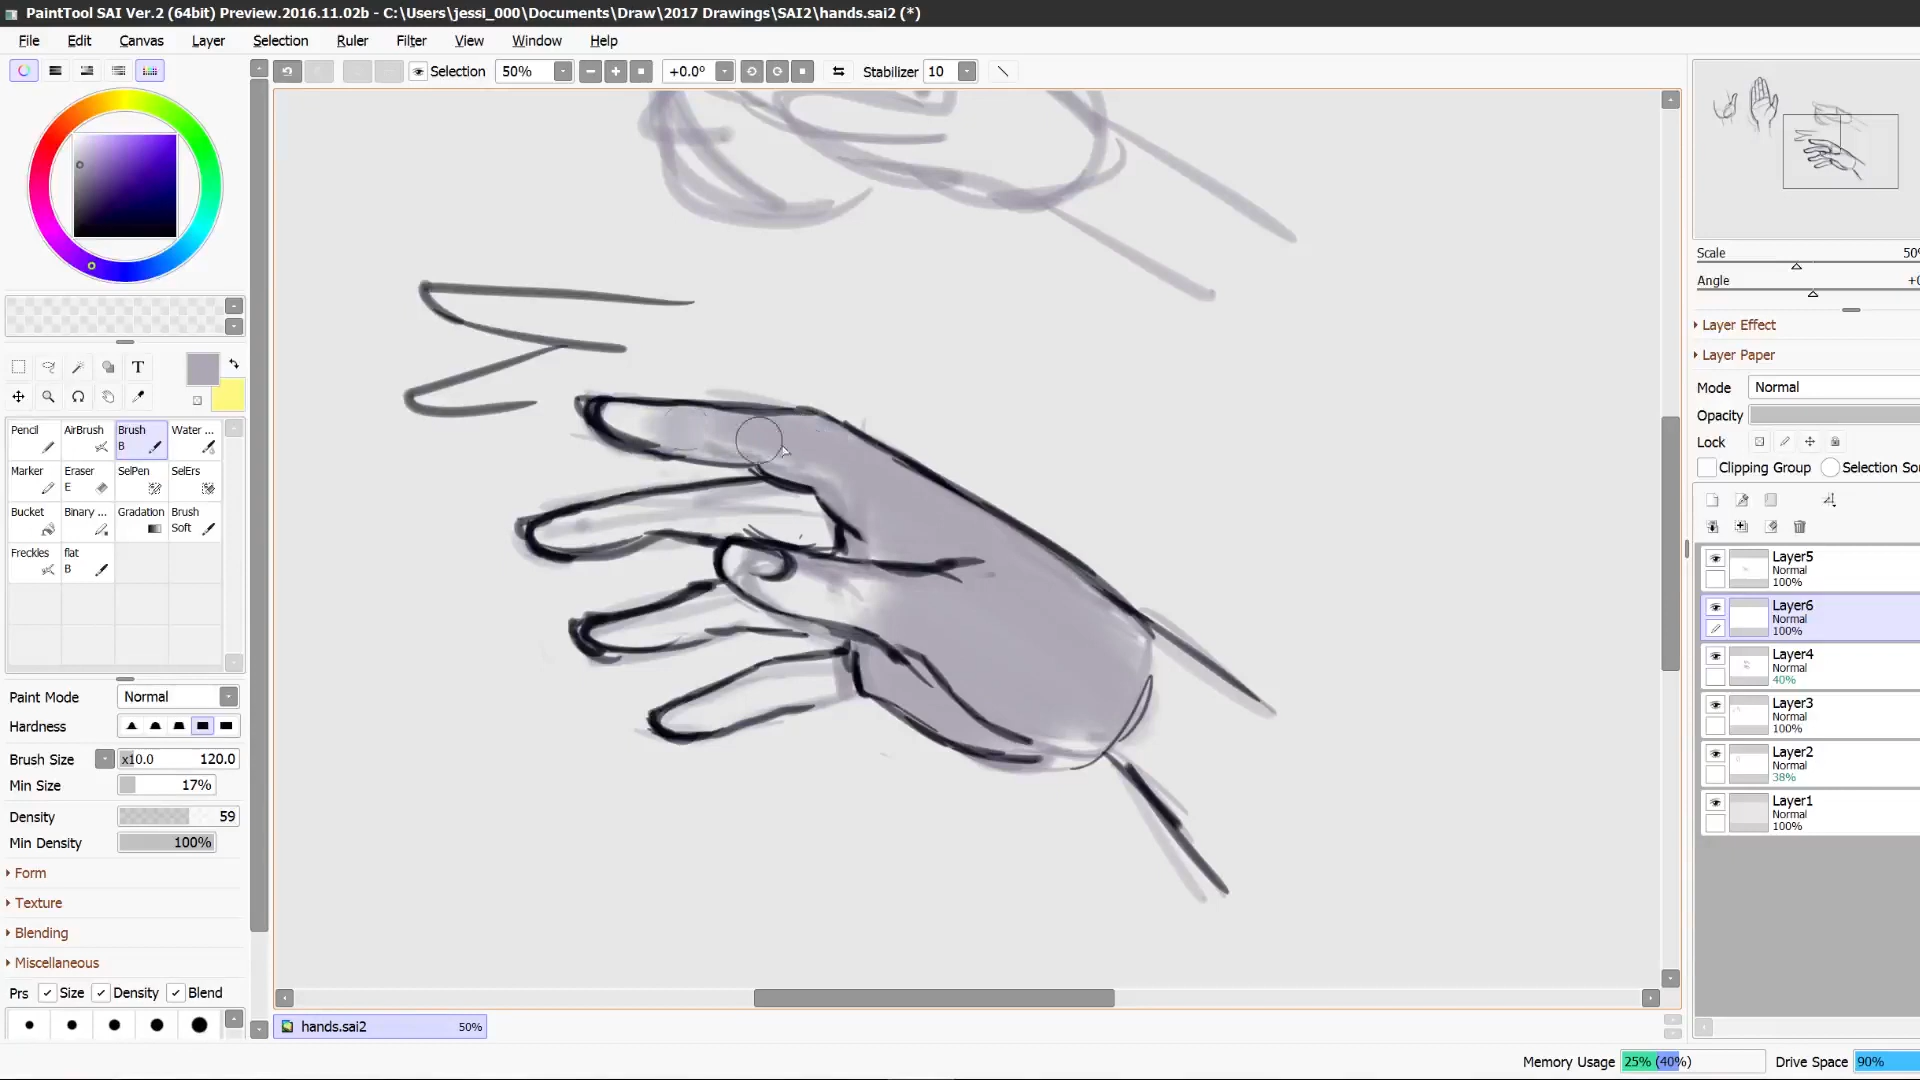 PaintTool SAI Ver.2 (64bit) Preview.2016.11.02b - C:\Users\jessi_000\Documents\Draw\2017 Drawings\SAI2\hands.sai2 (*)
File Edit Canvas Layer Selection Ruler Filter View Window Help
Selection 50% +0.0° Stabilizer 10
T
Pencil AirBrush Brush Water ...
B
Marker Eraser SelPen SelErs
E
Bucket Binary ... Gradation Brush
Soft
Freckles flat
B
Paint Mode Normal
Hardness
Brush Size x10.0 120.0
Min Size 17%
Density 59
Min Density 100%
Form
Texture
Blending
Miscellaneous
Prs Size Density Blend
hands.sai2 50%
Scale 50%
Angle +0
Layer Effect
Layer Paper
Mode Normal
Opacity
Lock
Clipping Group Selection Sou
Layer5
Normal
100%
Layer6
Normal
100%
Layer4
Normal
40%
Layer3
Normal
100%
Layer2
Normal
38%
Layer1
Normal
100%
Memory Usage 25% (40%) Drive Space 90%